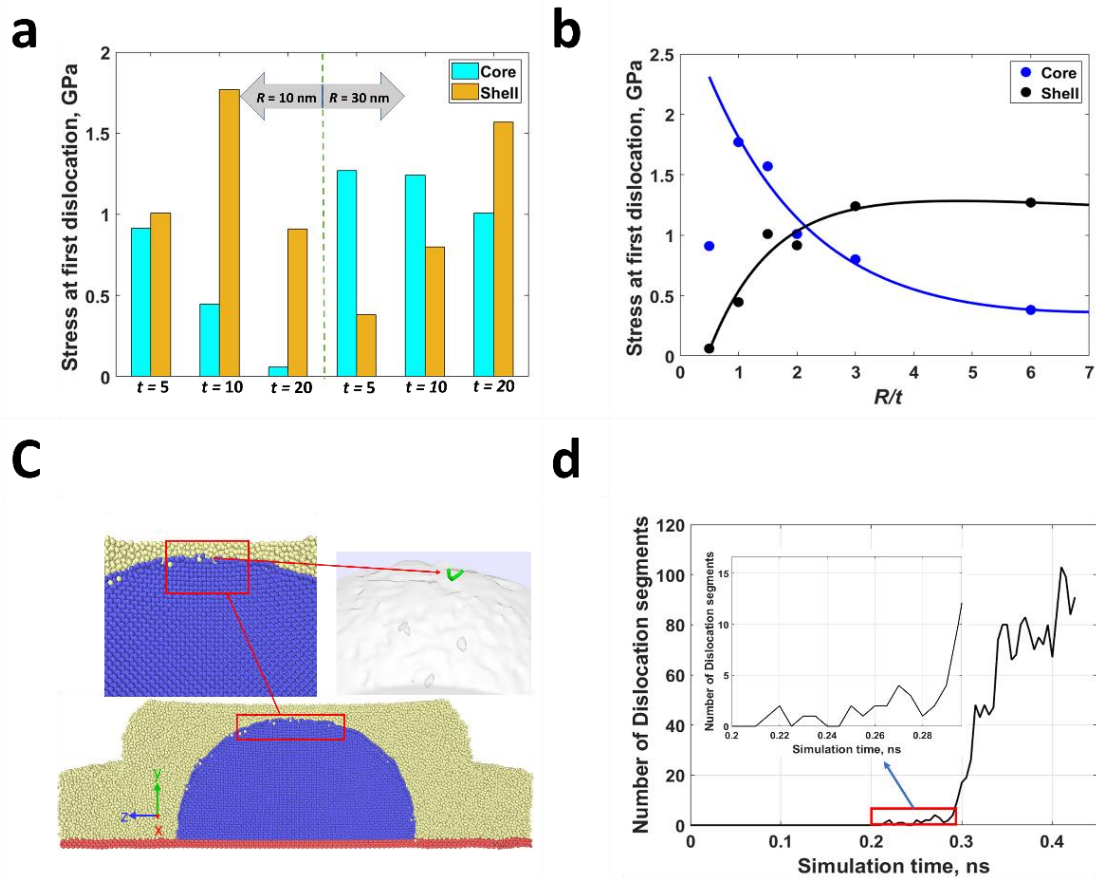 a
Stress at first dislocation, GPa
2
1.5
1
0.5
0
R = 10 nm
R = 30 nm
Core
Shell
t = 5
t = 10
t = 20
t = 5
t = 10
t = 20
b
Stress at first dislocation, GPa
2.5
2
1.5
1
0.5
0
Core
Shell
0 1 2 3 4 5 6 7
R/t
C
y
z
x
d
Number of Dislocation segments
120
100
80
60
40
20
0
Number of Dislocation segments
15
10
5
0
0.2 0.22 0.24 0.26 0.28
Simulation time, ns
0 0.1 0.2 0.3 0.4
Simulation time, ns